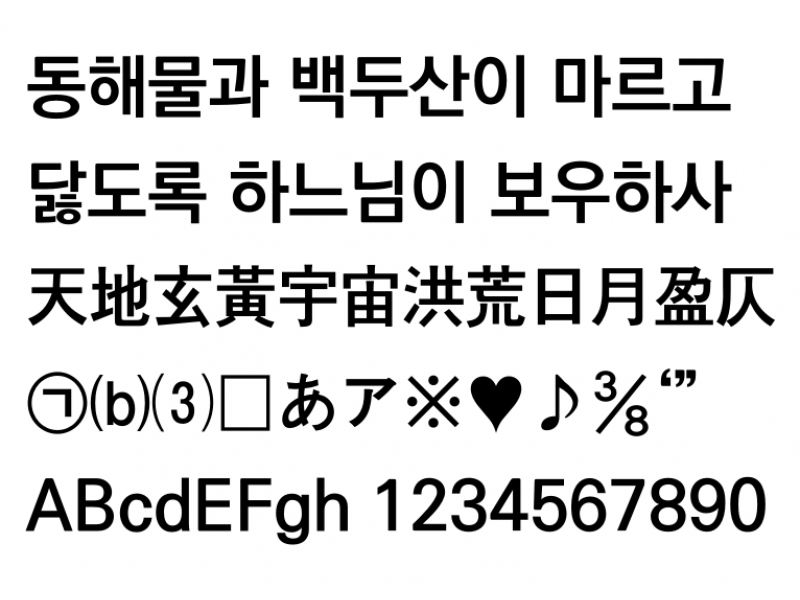 동해물과 백두산이 마르고
닳도록 하느님이 보우하사
天地玄黃宇宙洪荒日月盈仄
㉠⒝⑶□あア※♥♪⅜‘”
ABcdEFgh 1234567890